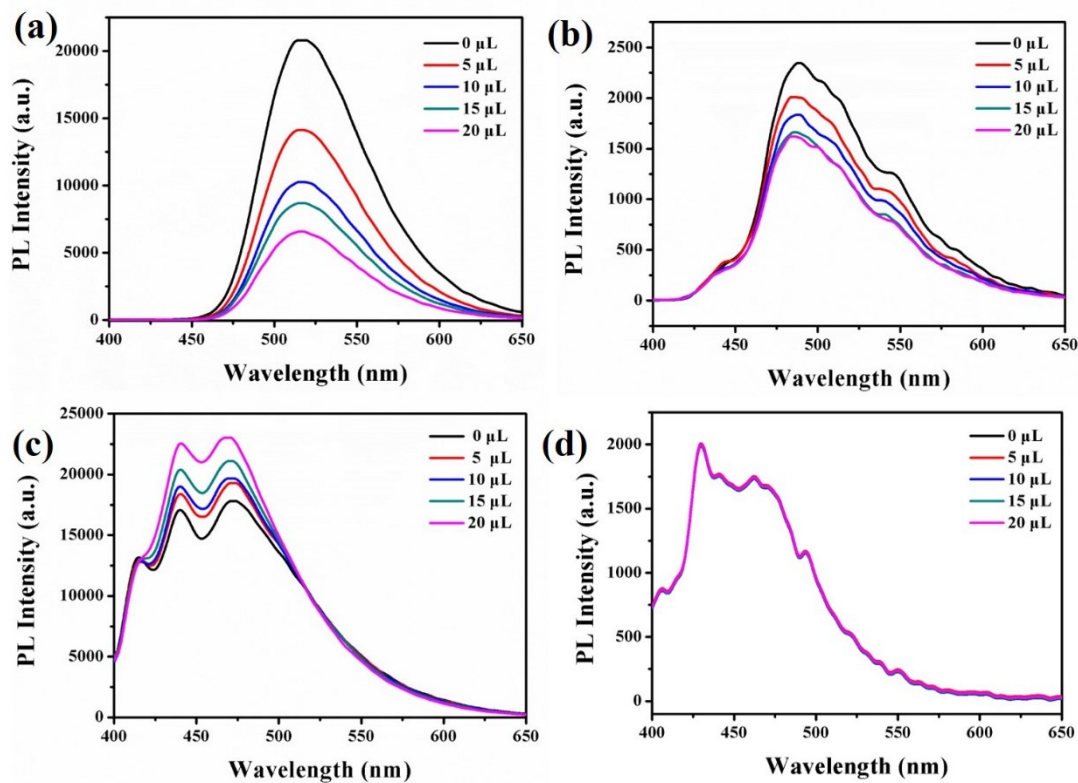 (a)
PL Intensity (a.u.)
20000
15000
10000
5000
0
400 450 500 550 600 650
Wavelength (nm)
0 µL
5 µL
10 µL
15 µL
20 µL
(b)
PL Intensity (a.u.)
2500
2000
1500
1000
500
0
400 450 500 550 600 650
Wavelength (nm)
0 µL
5 µL
10 µL
15 µL
20 µL
(c)
PL Intensity (a.u.)
25000
20000
15000
10000
5000
0
400 450 500 550 600 650
Wavelength (nm)
0 µL
5 µL
10 µL
15 µL
20 µL
(d)
PL Intensity (a.u.)
2000
1500
1000
500
0
400 450 500 550 600 650
Wavelength (nm)
0 µL
5 µL
10 µL
15 µL
20 µL